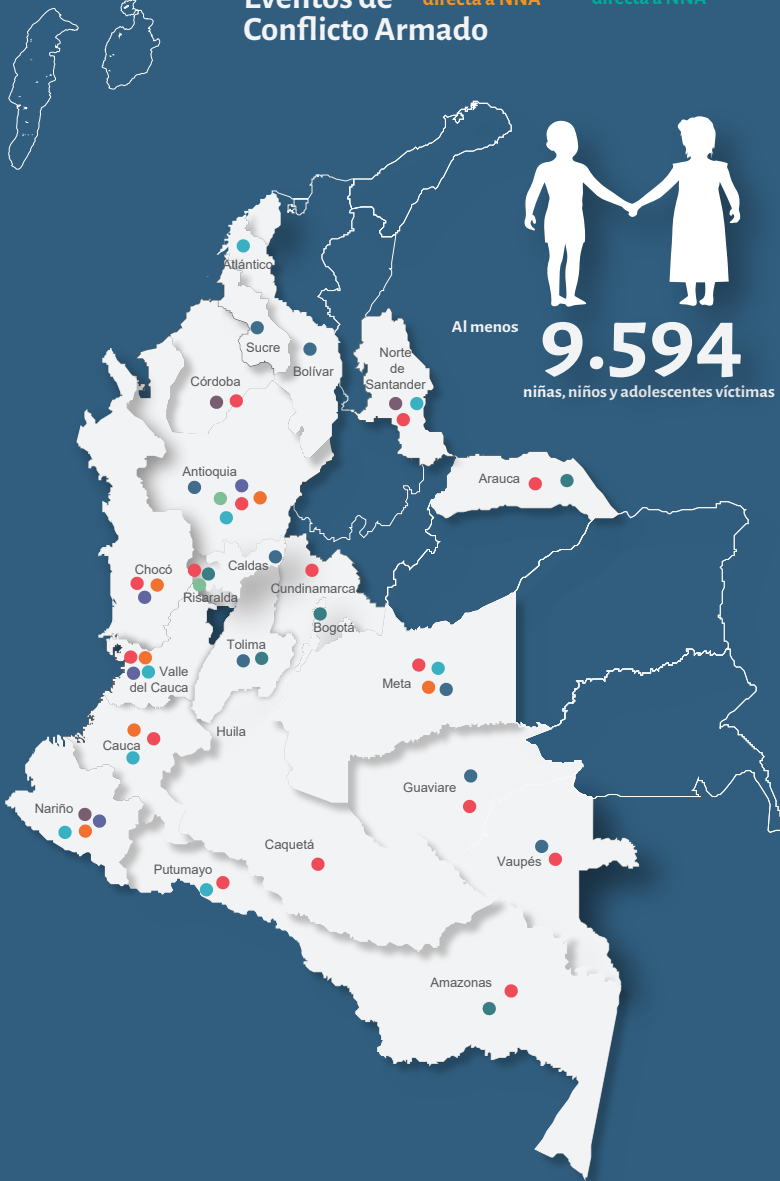 Eventos de
directa a NNA
directa a NNA
Conflicto Armado
Atlántico
Al menos
9.594
niñas, niños y adolescentes víctimas
Sucre
Bolívar
Norte
de
Santander
Córdoba
Antioquia
Arauca
Chocó
Caldas
Cundinamarca
Risaralda
Bogotá
Tolima
Valle
del Cauca
Meta
Huila
Cauca
Guaviare
Nariño
Caquetá
Vaupés
Putumayo
Amazonas